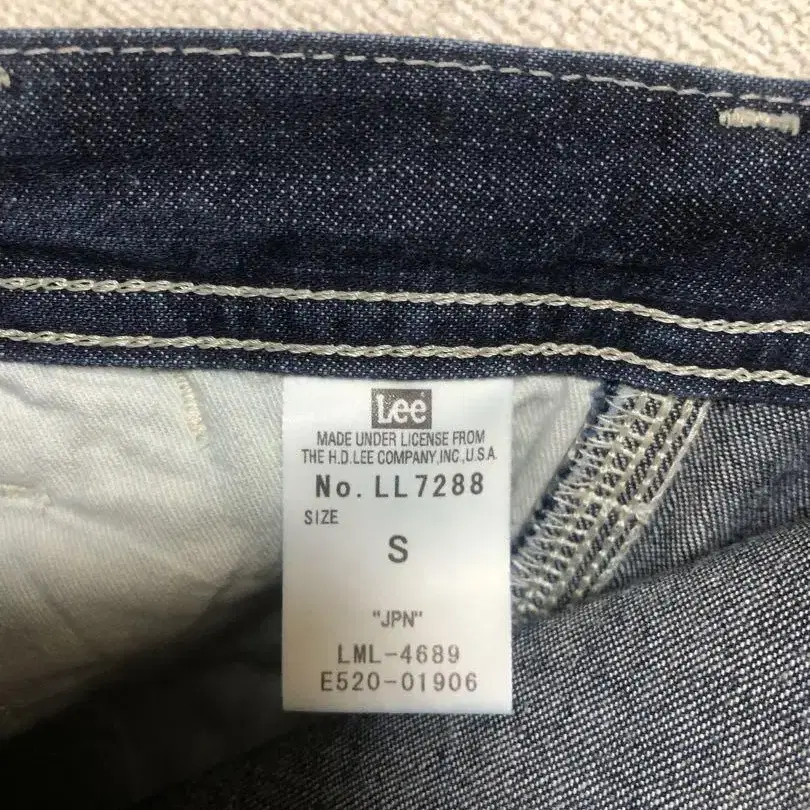 Lee
MADE UNDER LICENSE FROM
THE H.D.LEE COMPANY,INC,U.S.A.
No. LL7288
SIZE
S
"JPN"
LML-4689
E520-01906